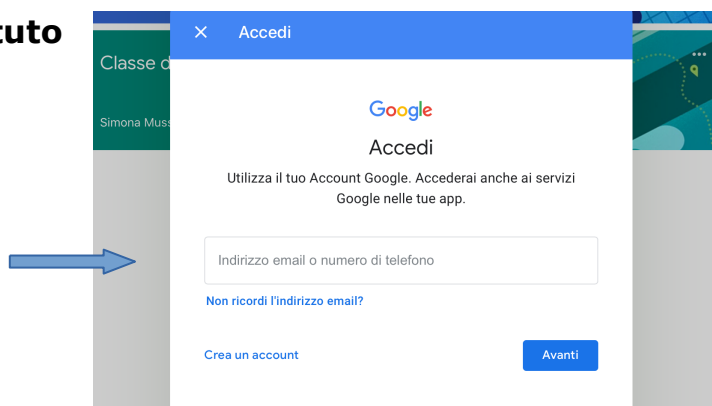 Accedi
Classe d
Simona Muss
Google
Accedi
Utilizza il tuo Account Google. Accederai anche ai servizi
Google nelle tue app.
Indirizzo email o numero di telefono
Non ricordi l'indirizzo email?
Crea un account
Avanti